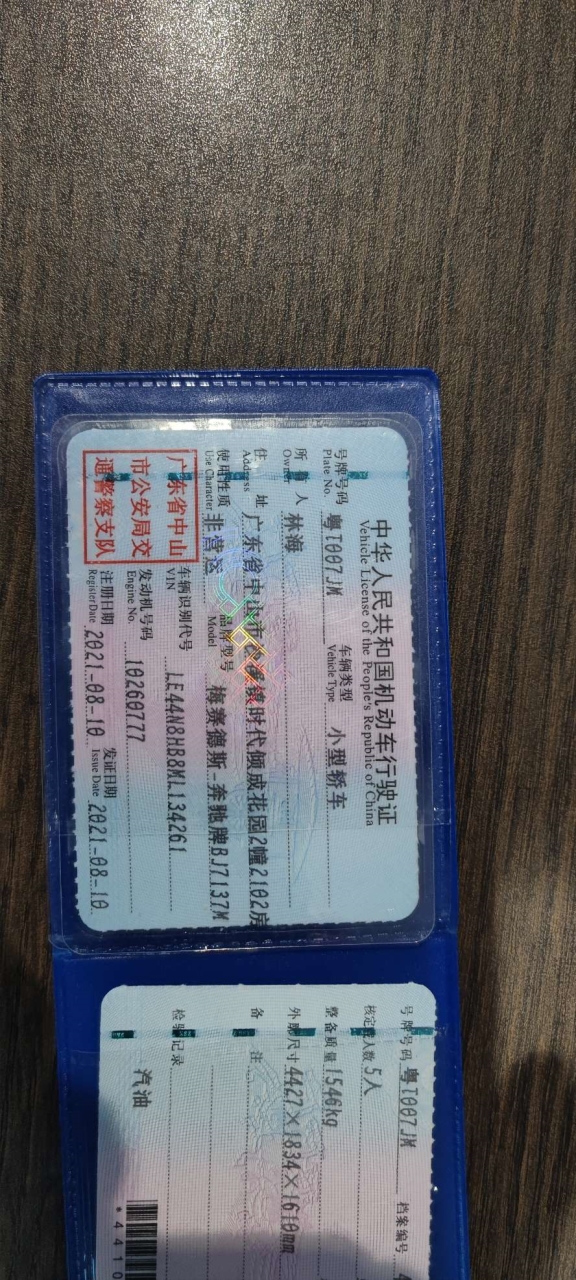 中华人民共和国机动车行驶证
Vehicle License of the People's Republic of China
号牌号码 粤T007JM 车辆类型 小型轿车
Plate No. Vehicle Type
所有人 林海
Owner
住址 广东省中山市 镇时代倾成花园2幢2102房
Address
使用性质 非营运 品牌型号 梅赛德斯-奔驰牌BJ7137M
Use Character Model
广东省中山
市公安局交
通警察支队
车辆识别代号 LE44N8HB8ML134261
VIN
发动机号码 10260777
Engine No.
注册日期 2021-08-10 发证日期 2021-08-10
Register Date Issue Date
号牌号码 粤T007JM 档案编号
核定载人数 5人
整备质量 1546kg
外廓尺寸 4427×1834×1610mm
备注
检验记录
汽油
*4410